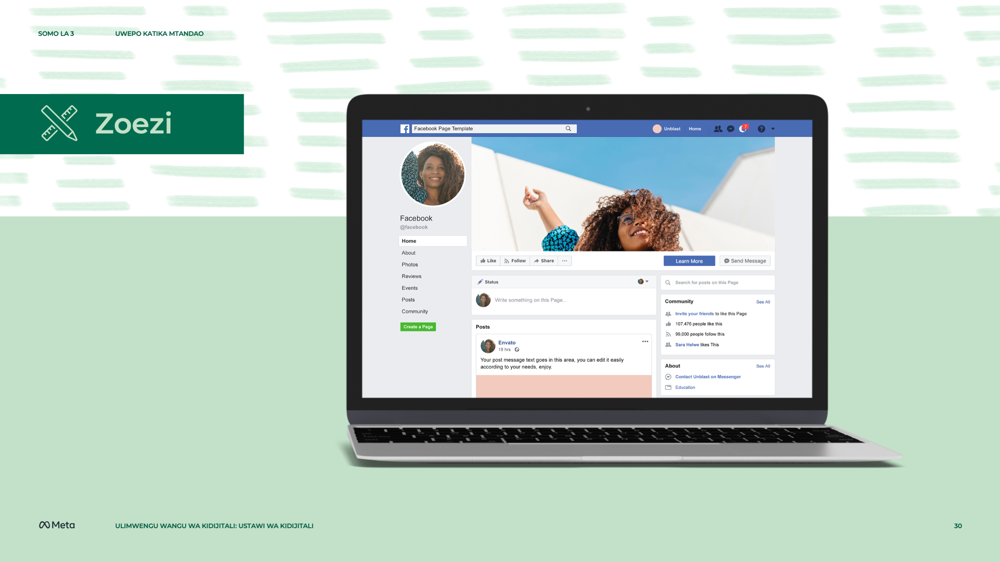 SOMO LA 3
UWEPO KATIKA MTANDAO
Zoezi
Facebook Page Template
Unblast
Home
7
?
Facebook
@facebook
Home
About
Photos
Reviews
Events
Posts
Community
Create a Page
Like
Follow
Share
Learn More
Send Message
Status
Write something on this Page...
Posts
Envato
18 hrs
Your post message text goes in this area, you can edit it easily
according to your needs, enjoy.
Search for posts on this Page
Community
See All
Invite your friends to like this Page
107,476 people like this
99,000 people follow this
Sara Helwe likes This
About
See All
Contact Unblast on Messenger
Education
Meta
ULIMWENGU WANGU WA KIDIJITALI: USTAWI WA KIDIJITALI
30